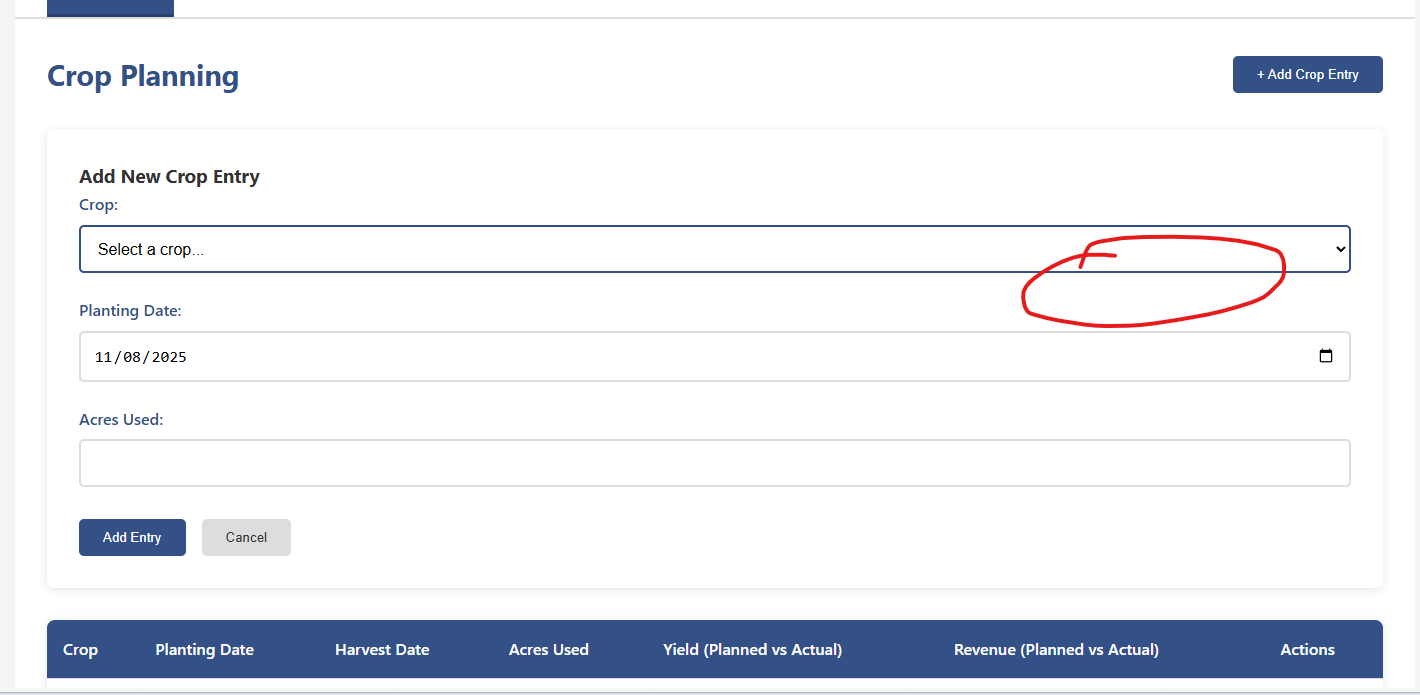 Crop Planning
+ Add Crop Entry
Add New Crop Entry
Crop:
Select a crop...
Planting Date:
11/08/2025
Acres Used:
Add Entry
Cancel
Crop
Planting Date
Harvest Date
Acres Used
Yield (Planned vs Actual)
Revenue (Planned vs Actual)
Actions